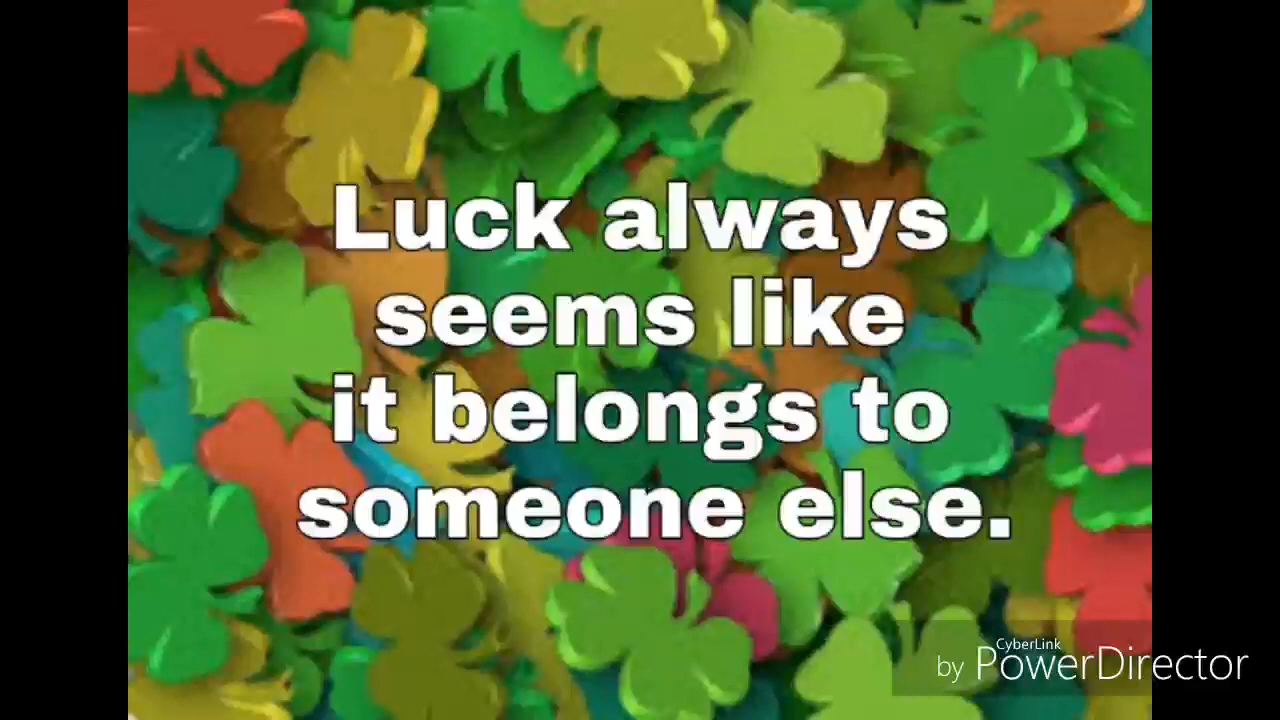 Luck always
seems like
it belongs to
someone else.
CyberLink
by PowerDirector